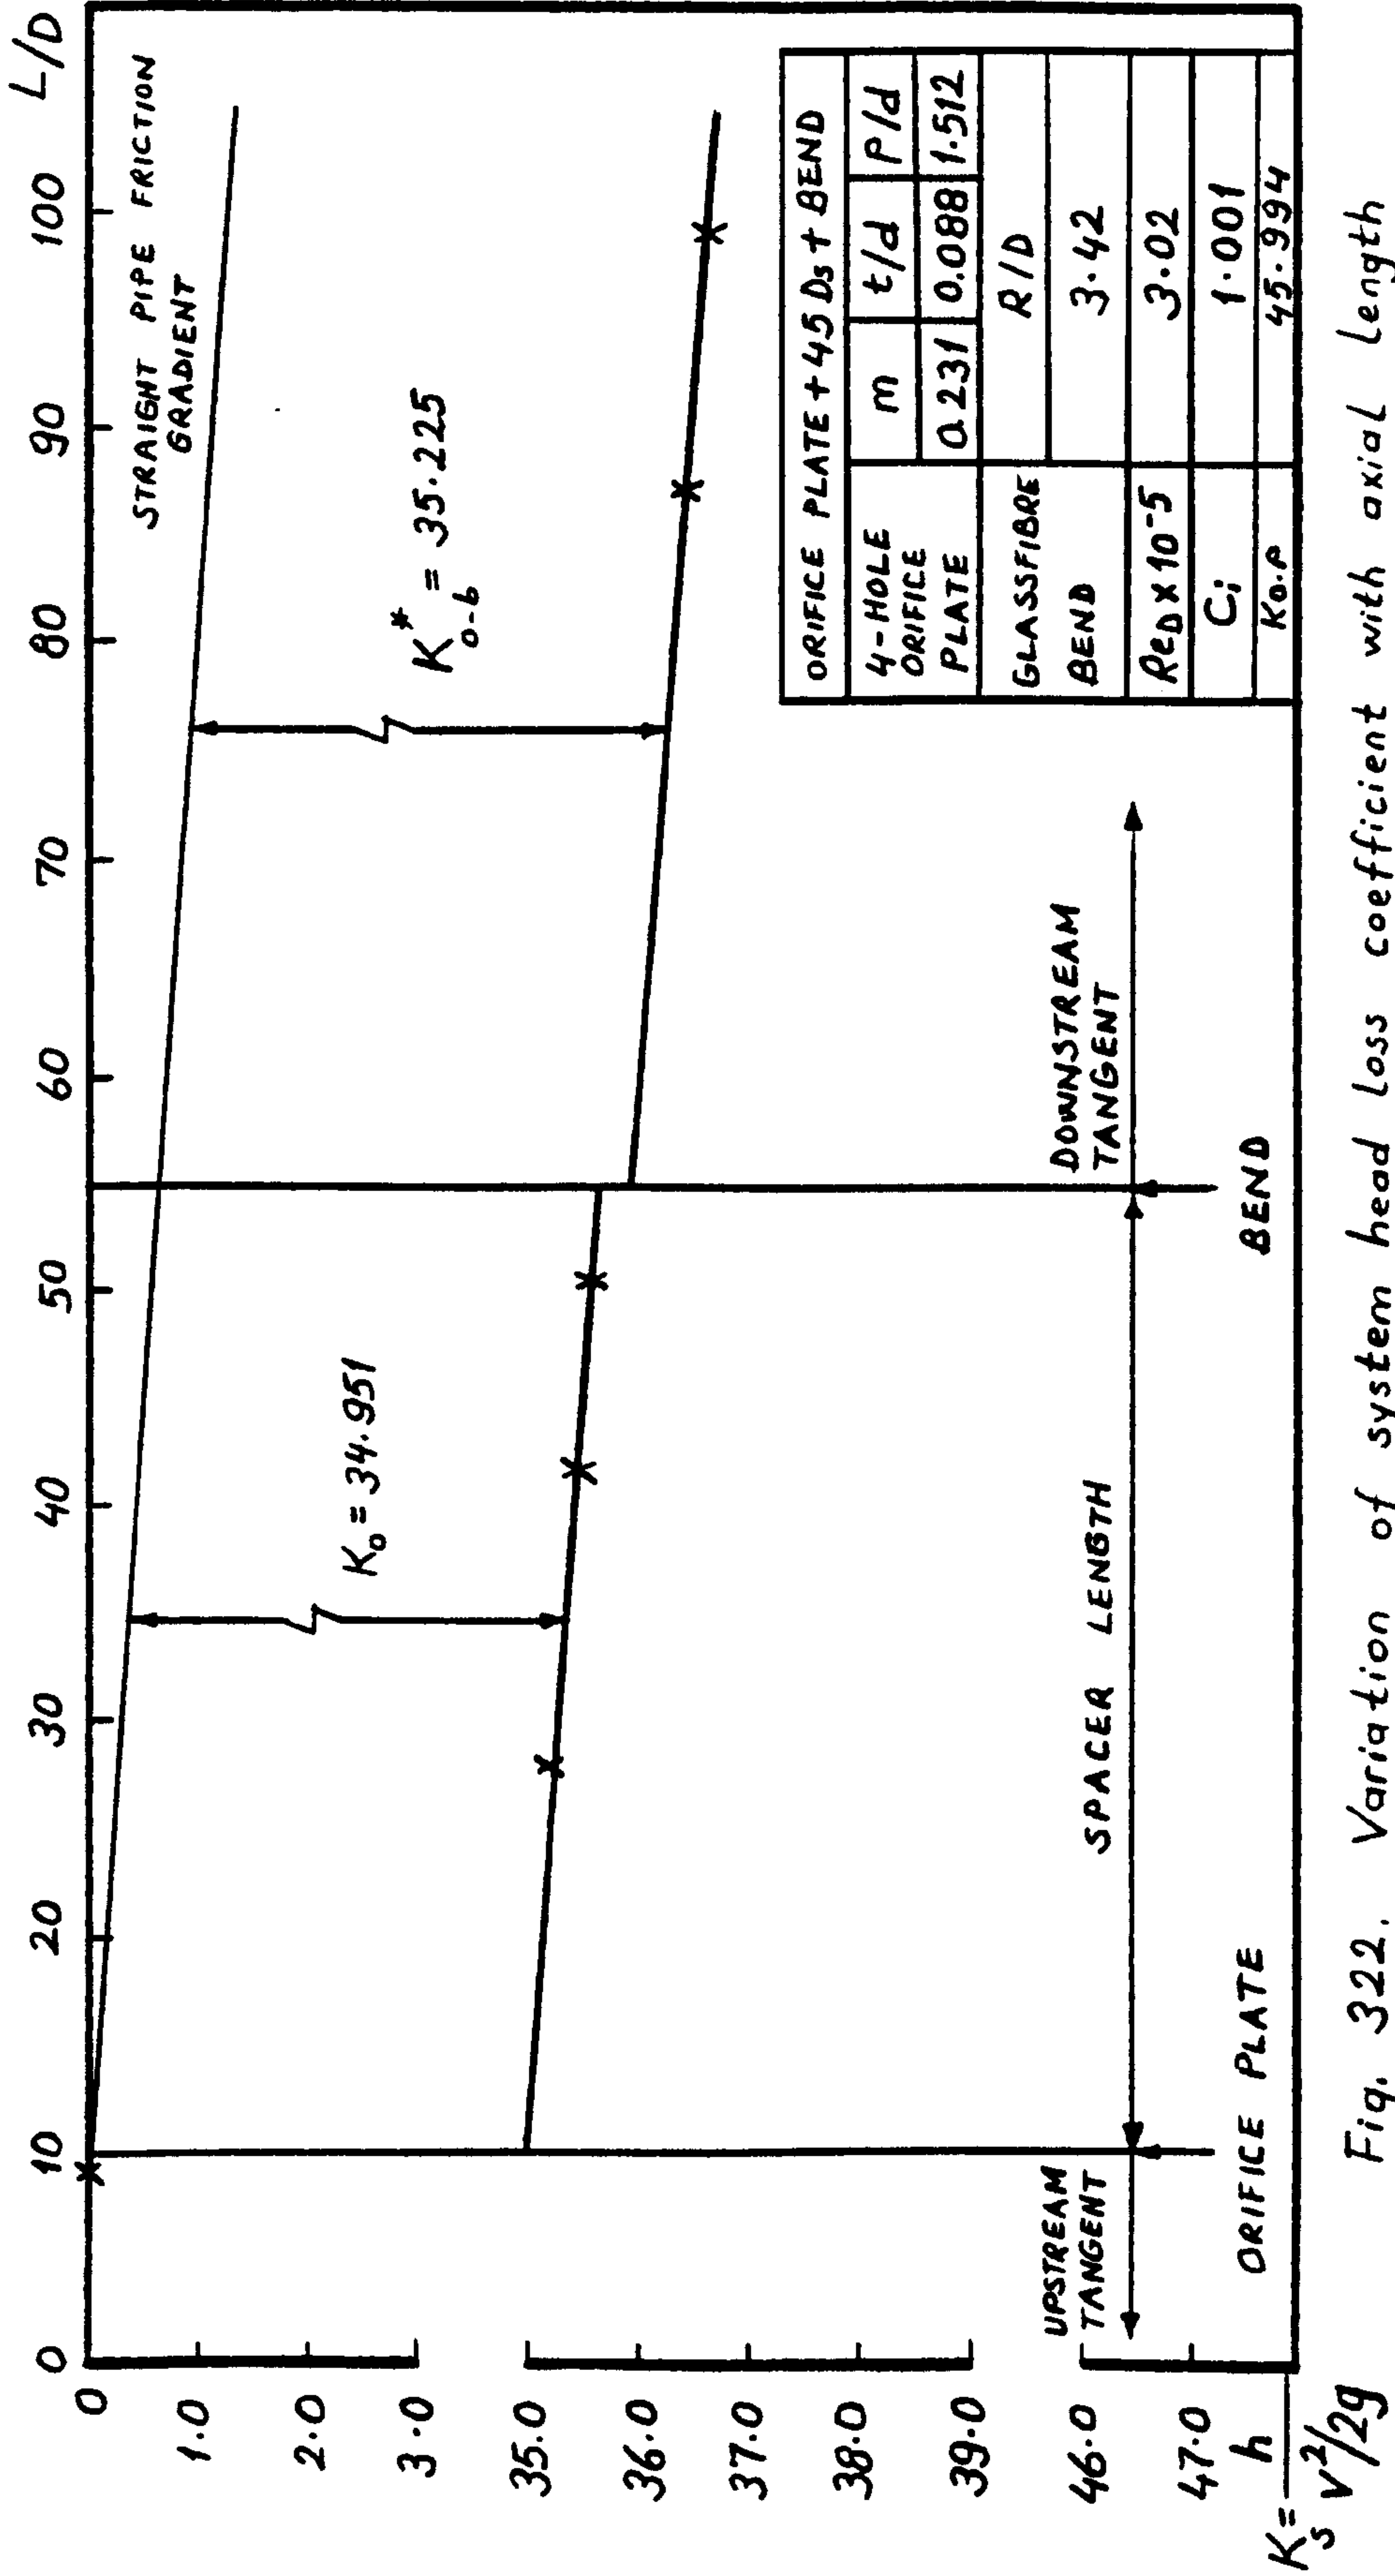 0 10 20 30 40 50 60 70 80 90 100 L/D
0
1.0
2.0
3.0
35.0
36.0
37.0
38.0
39.0
46.0
47.0
Ks = h / v²/2g
STRAIGHT PIPE FRICTION
GRADIENT
K₀ = 34.951
K*₀₋b = 35.225
UPSTREAM
TANGENT
SPACER LENGTH
DOWNSTREAM
TANGENT
ORIFICE PLATE
BEND
ORIFICE PLATE + 45 Ds + BEND
4-HOLE
ORIFICE
PLATE
m t/d P/d
0.231 0.088 1.512
GLASSFIBRE
BEND
R/D
3.42
ReD x 10⁻⁵ 3.02
Ci 1.001
K₀.p 45.994
Fig. 322. Variation of system head loss coefficient with axial length